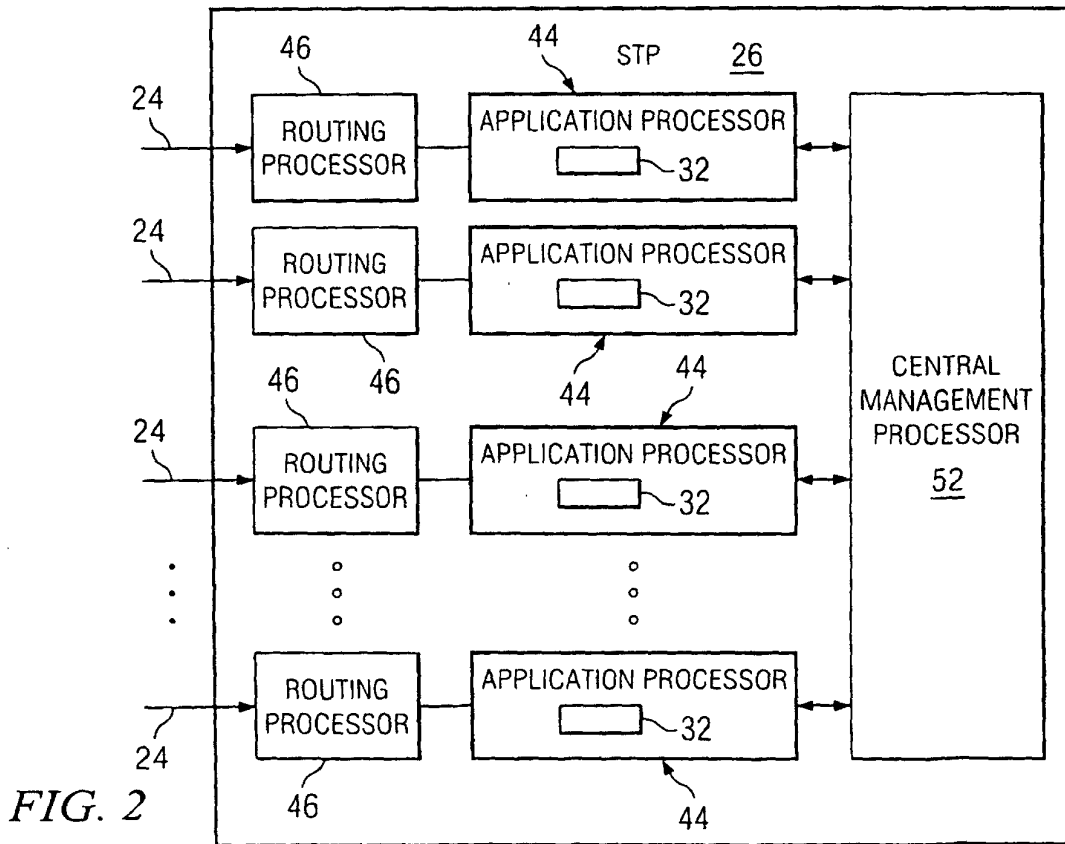 STP 26
46
44
24
ROUTING
PROCESSOR
APPLICATION PROCESSOR
32
24
ROUTING
PROCESSOR
APPLICATION PROCESSOR
32
46
44
46
44
24
ROUTING
PROCESSOR
APPLICATION PROCESSOR
32
CENTRAL
MANAGEMENT
PROCESSOR
52
24
ROUTING
PROCESSOR
APPLICATION PROCESSOR
32
46
44
FIG. 2